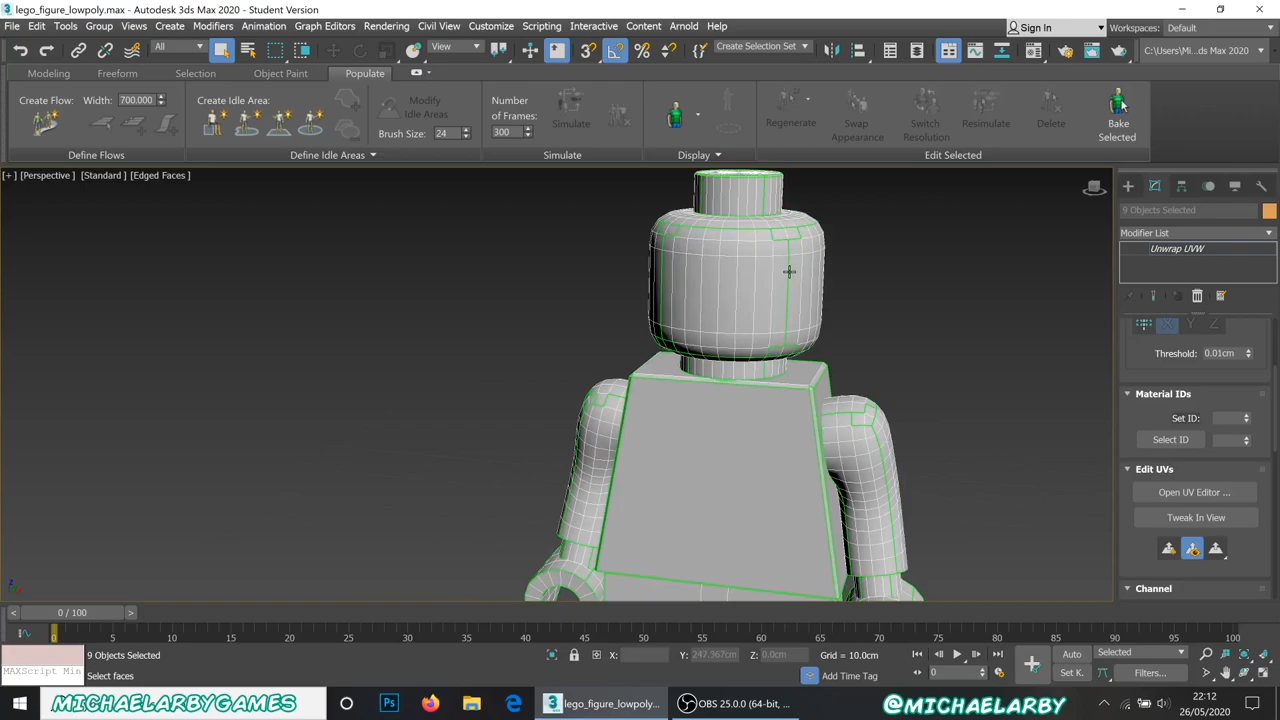 lego_figure_lowpoly.max - Autodesk 3ds Max 2020 - Student Version
File Edit Tools Group Views Create Modifiers Animation Graph Editors Rendering Civil View Customize Scripting Interactive Content Arnold Help
Sign In
Workspaces: Default
All
View
Create Selection Set
C:\Users\Mi...ds Max 2020
Modeling Freeform Selection Object Paint Populate
Create Flow: Width: 700.000
Create Idle Area:
Modify Idle Areas
Brush Size: 24
Number of Frames:
300
Simulate
Regenerate
Swap Appearance
Switch Resolution
Resimulate
Delete
Bake Selected
Define Flows
Define Idle Areas
Simulate
Display
Edit Selected
[+] [Perspective] [Standard] [Edged Faces]
9 Objects Selected
Modifier List
Unwrap UVW
X Y Z
Threshold: 0.01cm
Material IDs
Set ID:
Select ID
Edit UVs
Open UV Editor ...
Tweak In View
Channel
0 / 100
0 5 10 15 20 25 30 35 40 45 50 55 60 65 70 75 80 85 90 95 100
9 Objects Selected
X: Y: 247.367cm Z: 0.0cm Grid = 10.0cm
Auto
Selected
MAXScript Min
Select faces
Add Time Tag
0
Set K.
Filters...
MICHAELARBYGAMES
lego_figure_lowpoly...
OBS 25.0.0 (64-bit, ...
@MICHAELARBY
22:12
26/05/2020